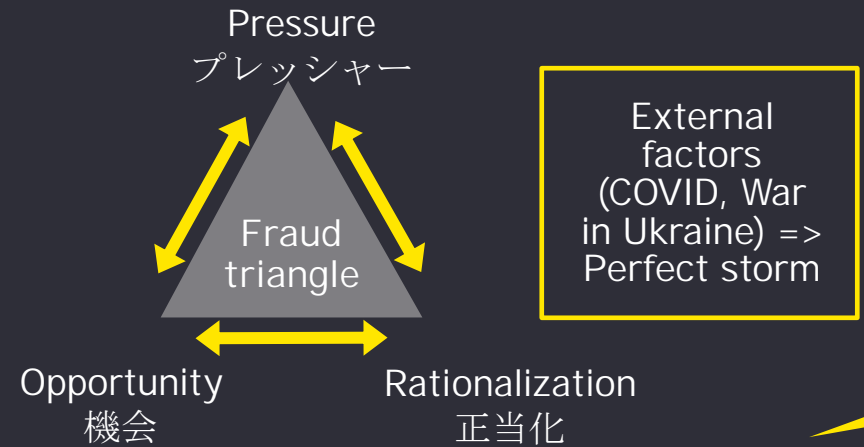 Pressure
プレッシャー
Fraud
triangle
Opportunity
機会
Rationalization
正当化
External
factors
(COVID, War
in Ukraine) =>
Perfect storm